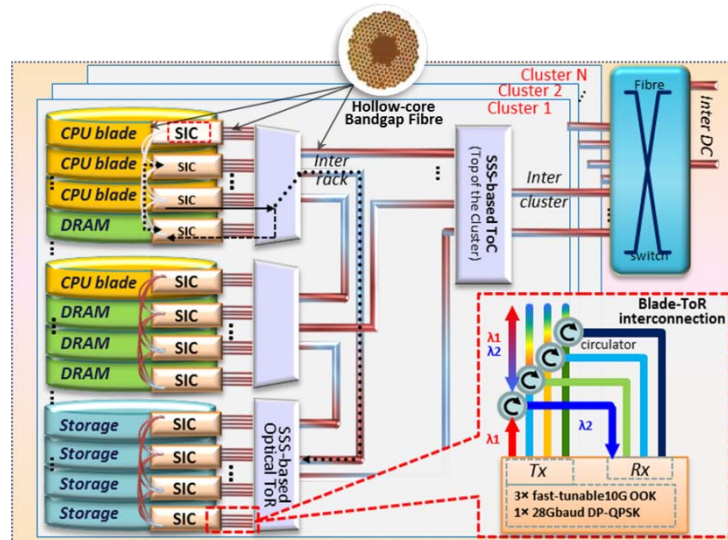 Hollow-core
Bandgap Fibre
Cluster N
Cluster 2
Cluster 1
Fibre
switch
Inter DC
CPU blade
SIC
CPU blade
SIC
CPU blade
SIC
DRAM
SIC
Inter
rack
SSS-based ToC
(Top of the Cluster)
Inter
cluster
CPU blade
SIC
DRAM
SIC
DRAM
SIC
DRAM
SIC
Storage
SIC
Storage
SIC
Storage
SIC
Storage
SIC
SSS-based
Optical ToR
Blade-ToR
interconnection
λ1
λ2
circulator
λ1
λ2
Tx
Rx
3× fast-tunable10G OOK
1× 28Gbaud DP-QPSK